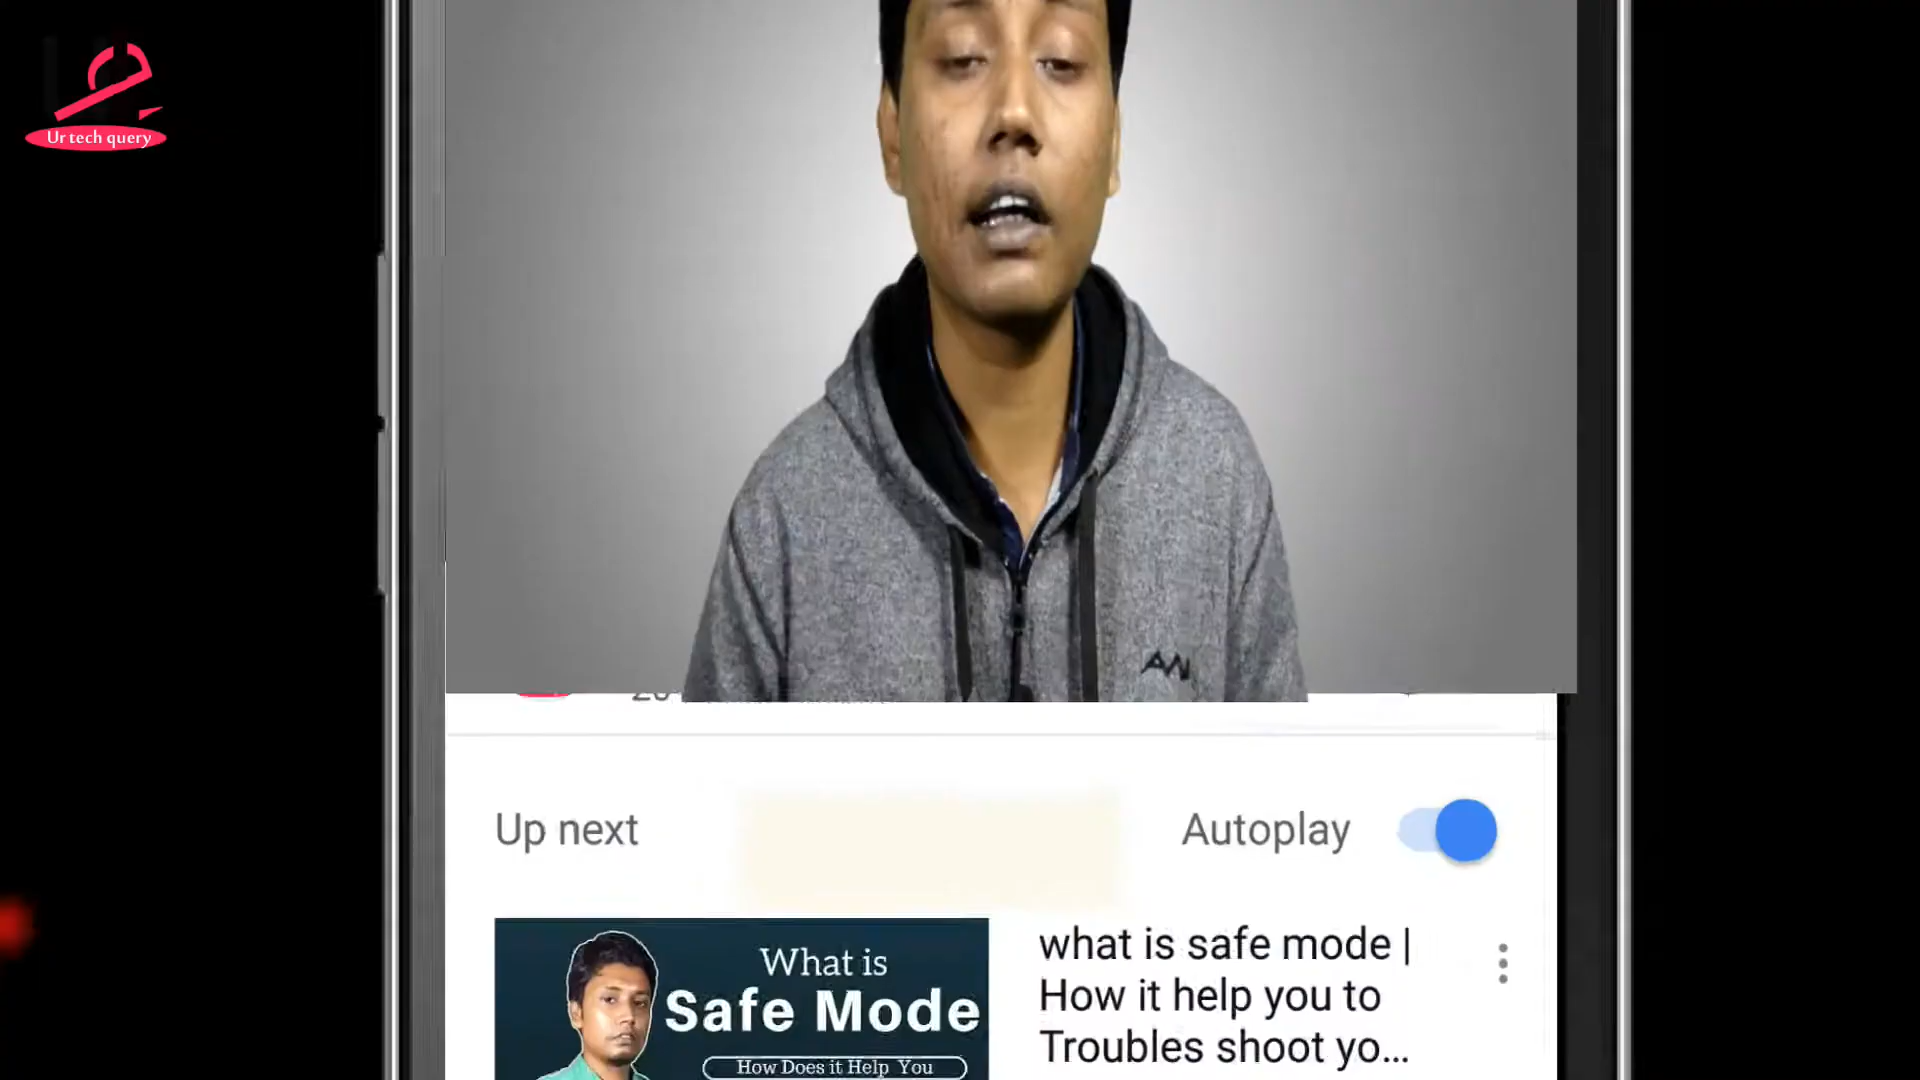 Ur tech query
AN
Up next
Autoplay
What is
Safe Mode
How Does it Help You
what is safe mode |
How it help you to
Troubles shoot yo...